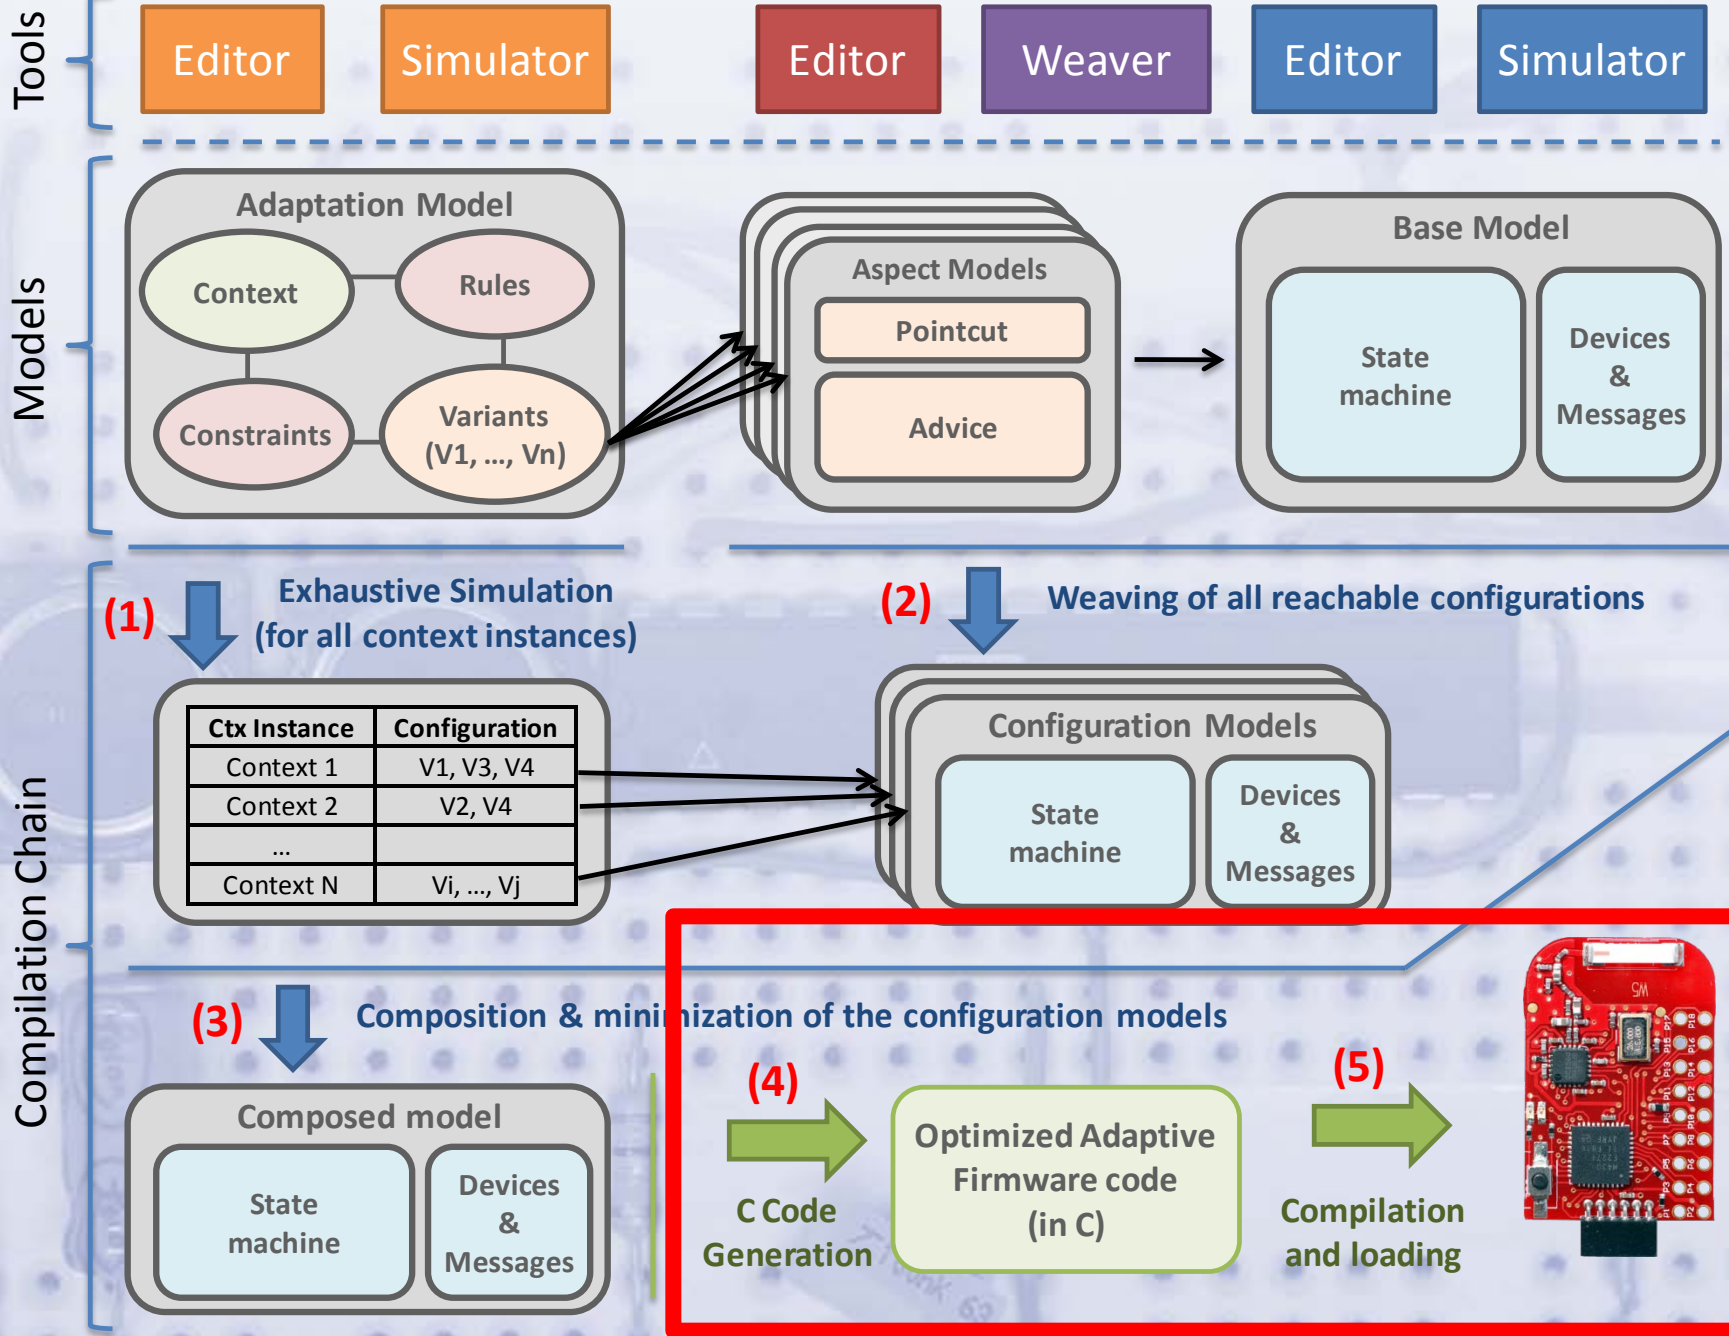 Tools
Editor
Simulator
Editor
Weaver
Editor
Simulator
Models
Adaptation Model
Context
Rules
Constraints
Variants
(V1, ..., Vn)
Aspect Models
Pointcut
Advice
Base Model
State
machine
Devices
&
Messages
Compilation Chain
(1)
Exhaustive Simulation
(for all context instances)
(2)
Weaving of all reachable configurations
Ctx Instance Configuration
Context 1 V1, V3, V4
Context 2 V2, V4
...
Context N Vi, ..., Vj
Configuration Models
State
machine
Devices
&
Messages
(3)
Composition & minimization of the configuration models
Composed model
State
machine
Devices
&
Messages
(4)
C Code
Generation
Optimized Adaptive
Firmware code
(in C)
(5)
Compilation
and loading